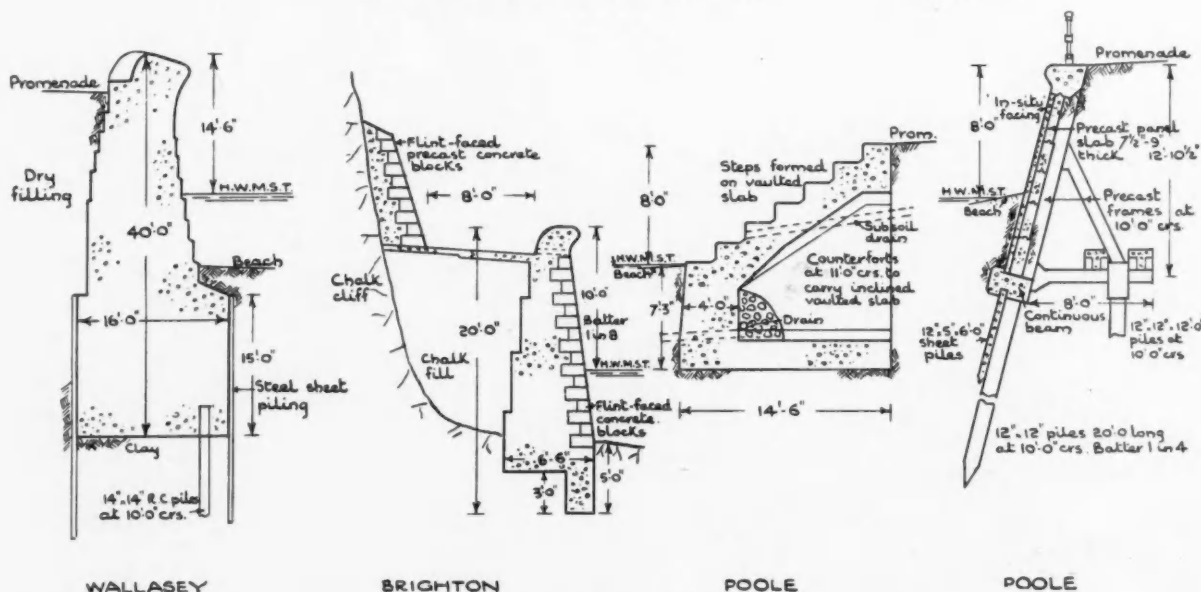 Promenade
14'-6"
Dry
filling
H.W.M.S.T.
40'-0"
Beach
16'-0"
15'-0"
Steel sheet
piling
Clay
14"×14" R C piles
at 10'0" crs.
WALLASEY
Flint-faced
precast concrete
blocks
8'-0"
Chalk
cliff
20'-0"
10'0"
Batter
1 in 8
Chalk
fill
H.W.M.S.T.
Flint-faced
concrete
blocks
6'-6"
3'-0"
5'-0"
BRIGHTON
Prom.
Steps formed
on vaulted
slab
8'-0"
Subsoil
drain
H.W.M.S.T.
Beach
Counterforts
at 11'0" crs. to
carry inclined
vaulted slab
7'-3"
4'-0"
Drain
14'-6"
POOLE
Promenade
In-situ
facing
8'-0"
Precast panel
slab 7½"-9"
thick
12'-10½"
H.W.M.S.T.
Beach
Precast
frames at
10'0" crs.
8'-0"
Continuous
beam
12"×5"×6'-0"
sheet
piles
12"×12"×12'-0"
piles at
10'0" crs
12"×12" piles 20'0 long
at 10'-0" crs. Batter 1 in 4
POOLE